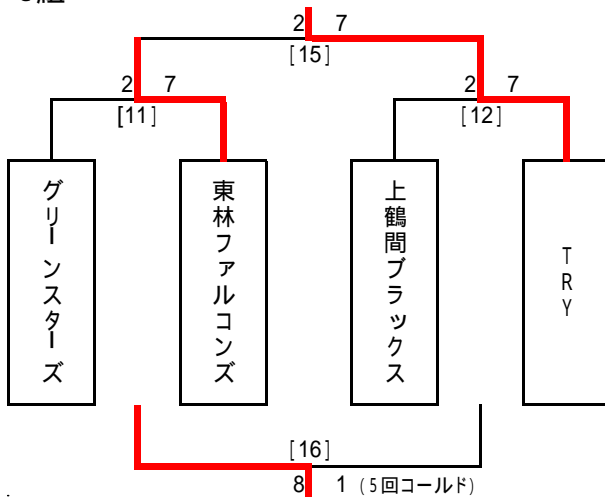 2 7
[15]
2 7
[11]
2 7
[12]
グリーンスターズ
東林ファルコンズ
上鶴間ブラックス
TRY
[16]
8 1 (5回コールド)